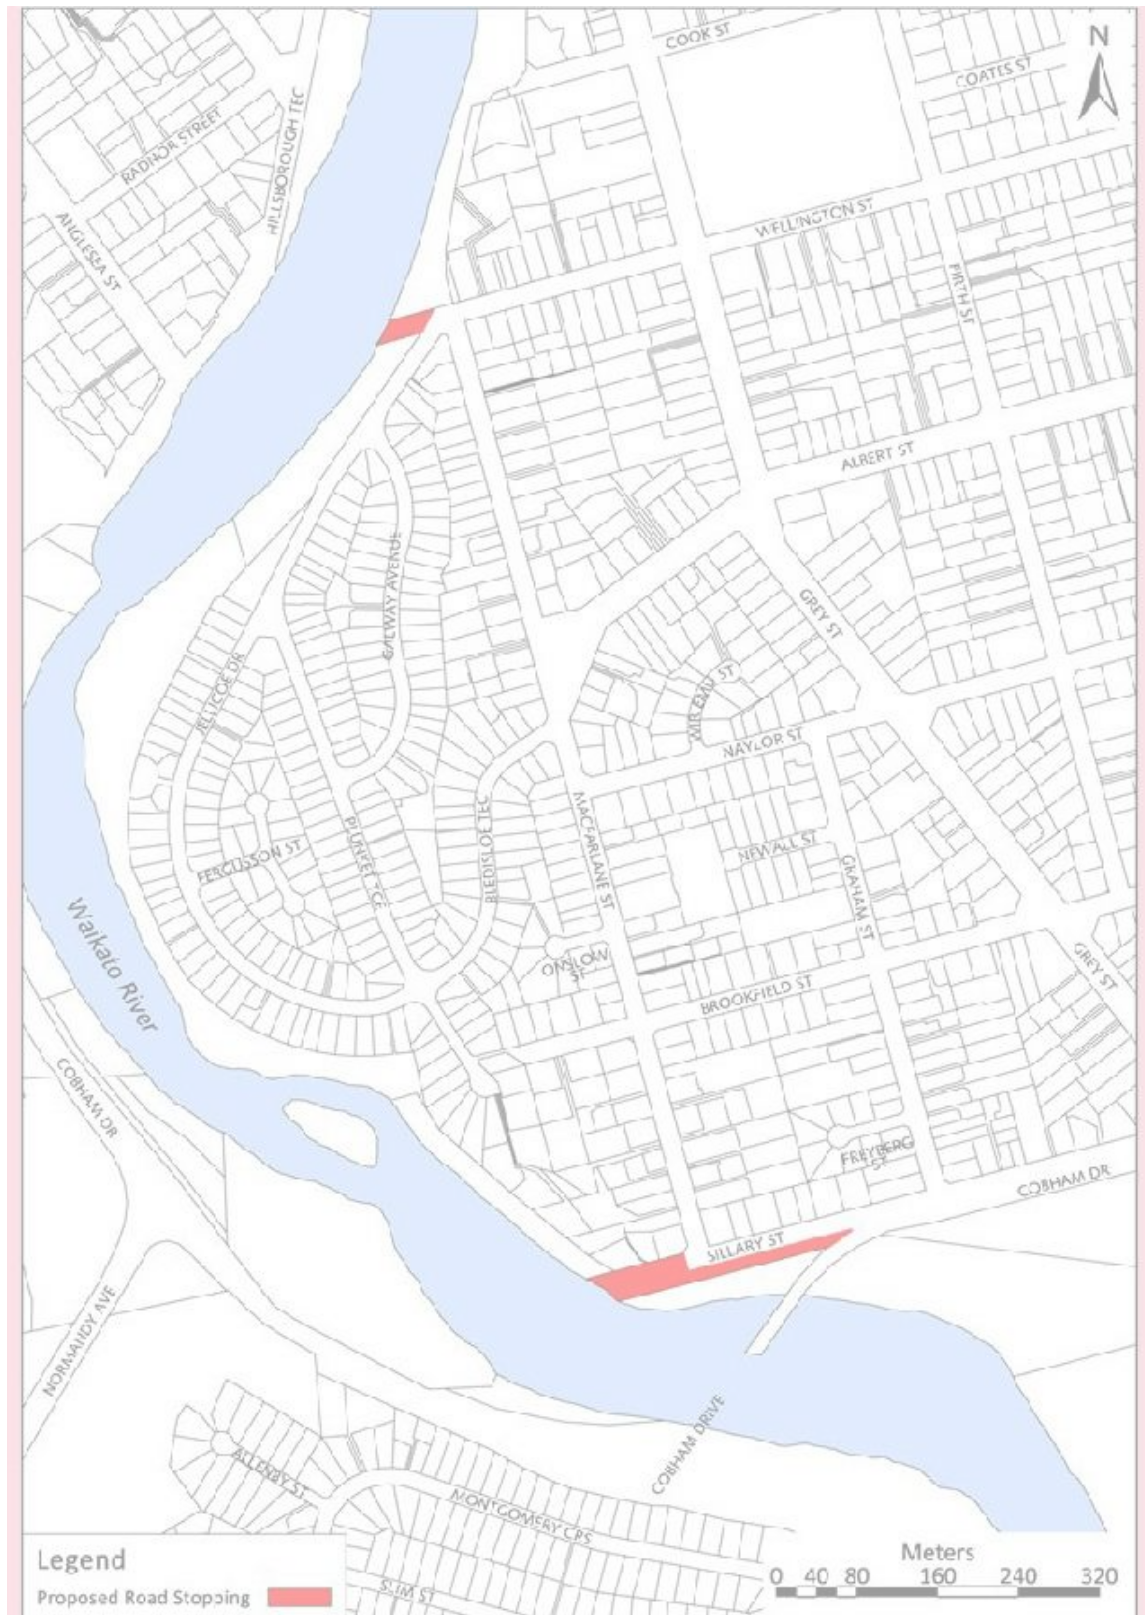 COOK ST
N
COATES ST
RADNOR STREET
HILLSBOROUGH TEC
ANGLESEA ST
WELLINGTON ST
FIRTH ST
ALBERT ST
GALWAY AVENUE
GREY ST
JELLICOE DR
ST
NAYLOR ST
MACFARLANE ST
BLEDISLOE TEC
PLUNKET TCE
NEWALL ST
FERGUSSON ST
GRAHAM ST
Waikato River
ONSLOW
ST
GREY ST
BROOKFIELD ST
COBHAM DR
FREYBERG
ST
COBHAM DR
SILLARY ST
NORMANDY AVE
COBHAM DRIVE
ALLENBY ST
MONTGOMERY CRS
SLIM ST
Legend
Proposed Road Stopping
Meters
0 40 80 160 240 320